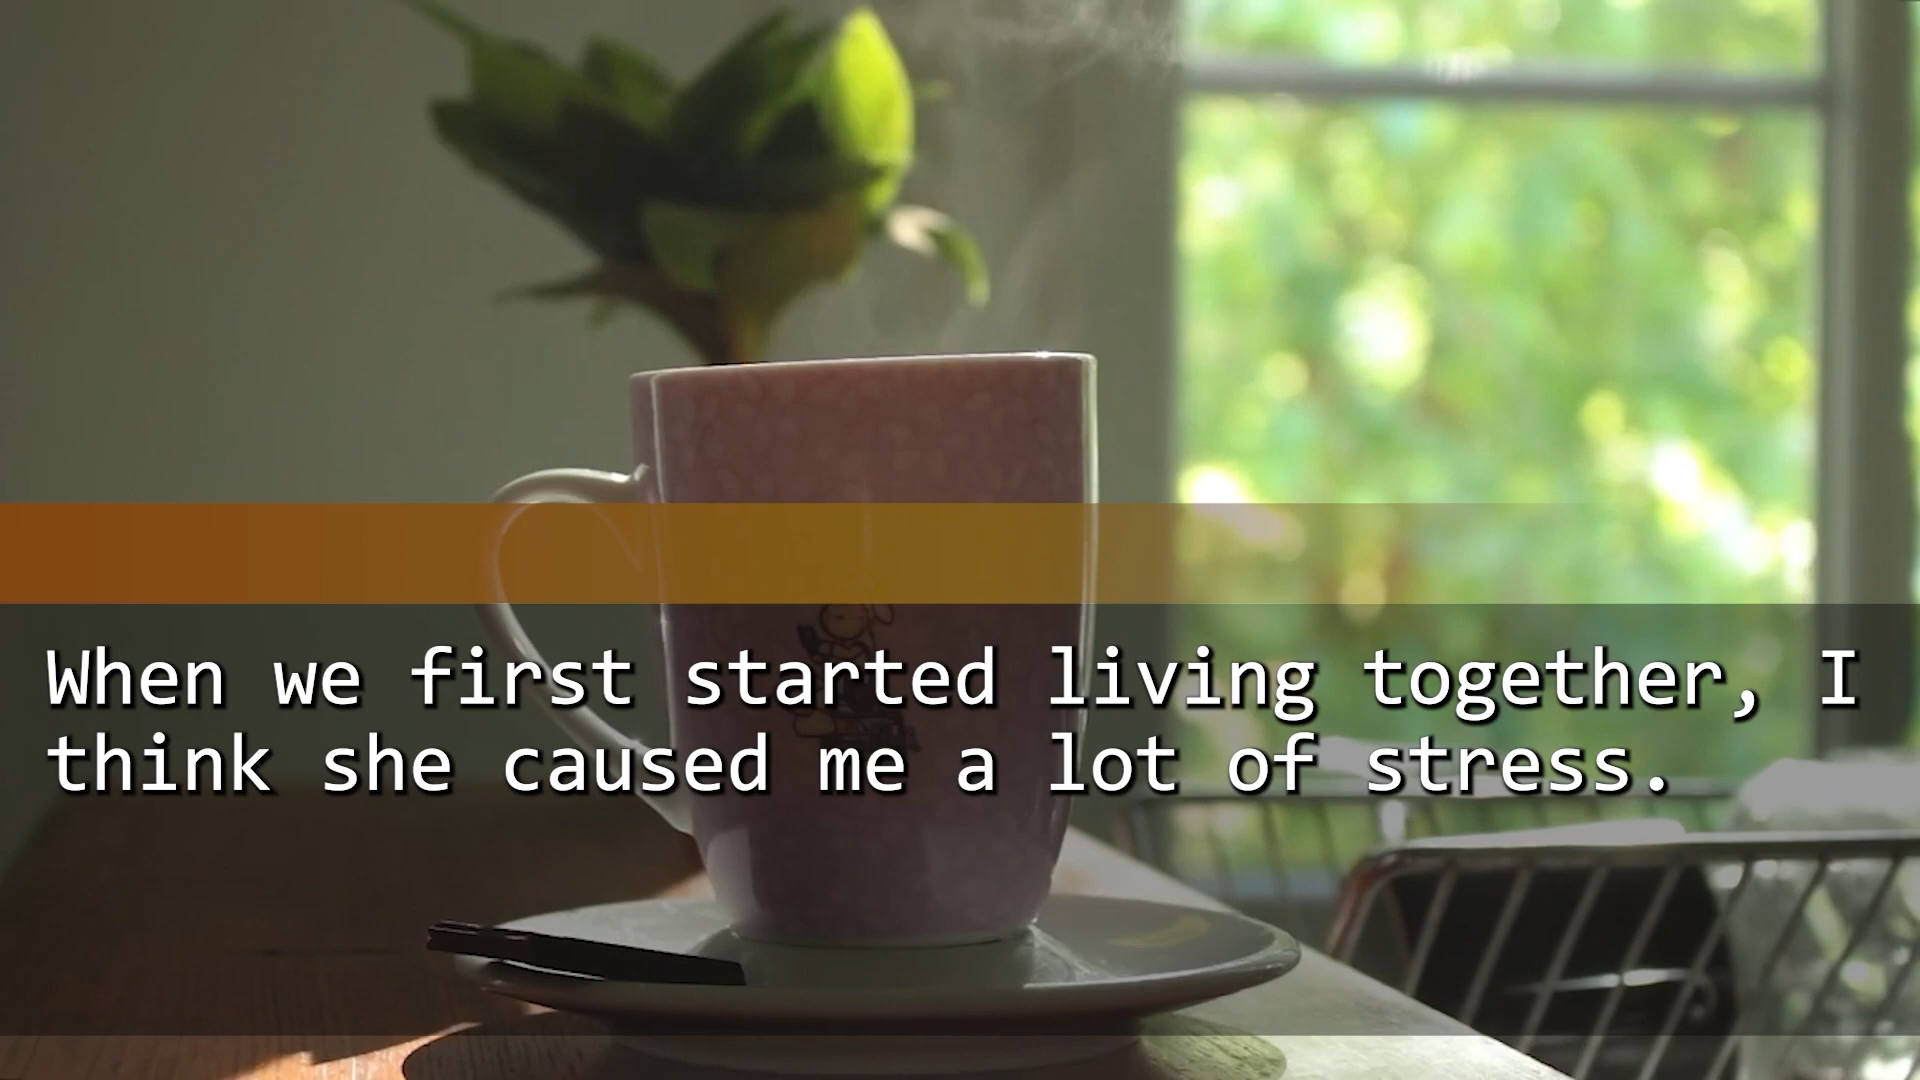 When we first started living together, I
think she caused me a lot of stress.